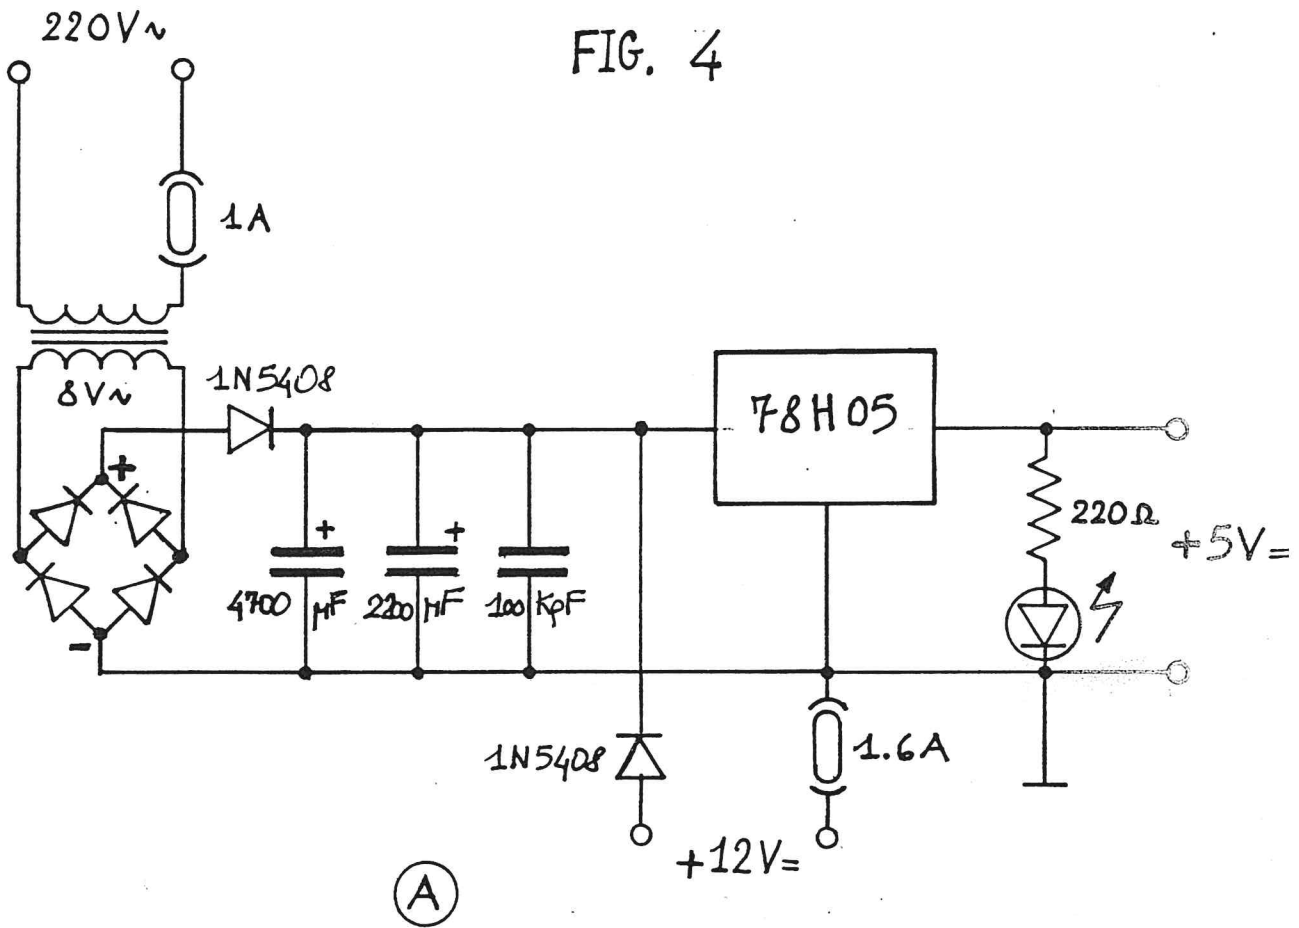 220V~
FIG. 4
1A
8V~
1N5408
78H05
+
220Ω
+5V=
+
+
4700 µF
2200 µF
100 KpF
-
1N5408
1.6A
+12V=
A